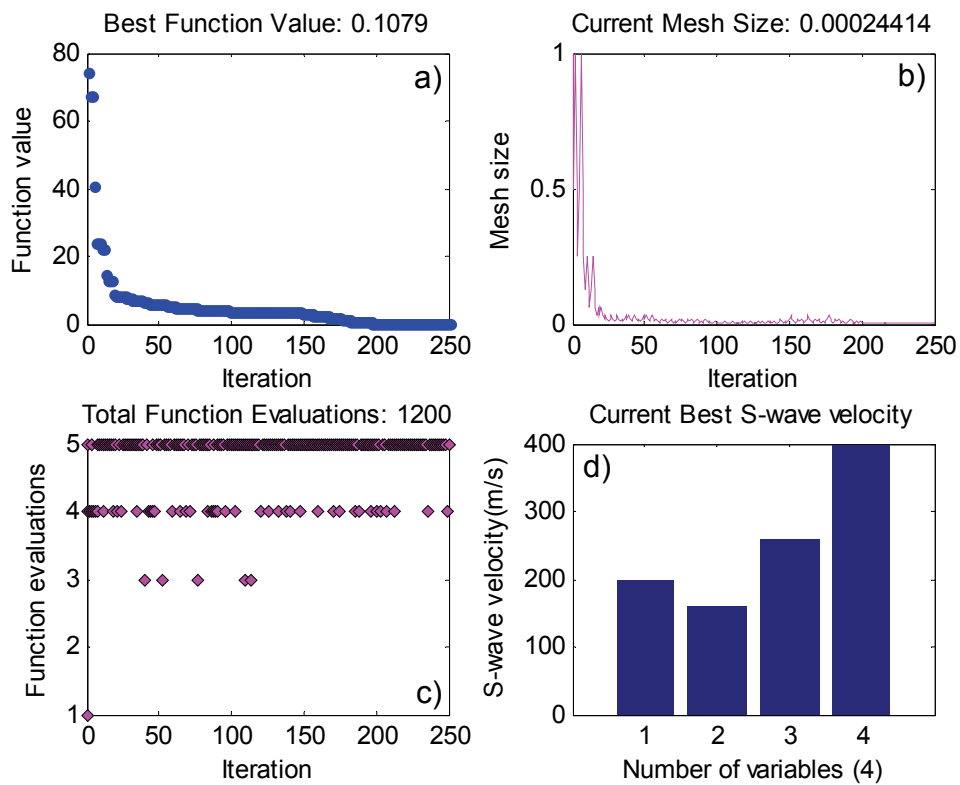 Best Function Value: 0.1079
a)
Function value
80
60
40
20
0
0 50 100 150 200 250
Iteration
Current Mesh Size: 0.00024414
b)
Mesh size
1
0.5
0
0 50 100 150 200 250
Iteration
Total Function Evaluations: 1200
c)
Function evaluations
5
4
3
2
1
0 50 100 150 200 250
Iteration
Current Best S-wave velocity
d)
S-wave velocity(m/s)
400
300
200
100
0
1 2 3 4
Number of variables (4)